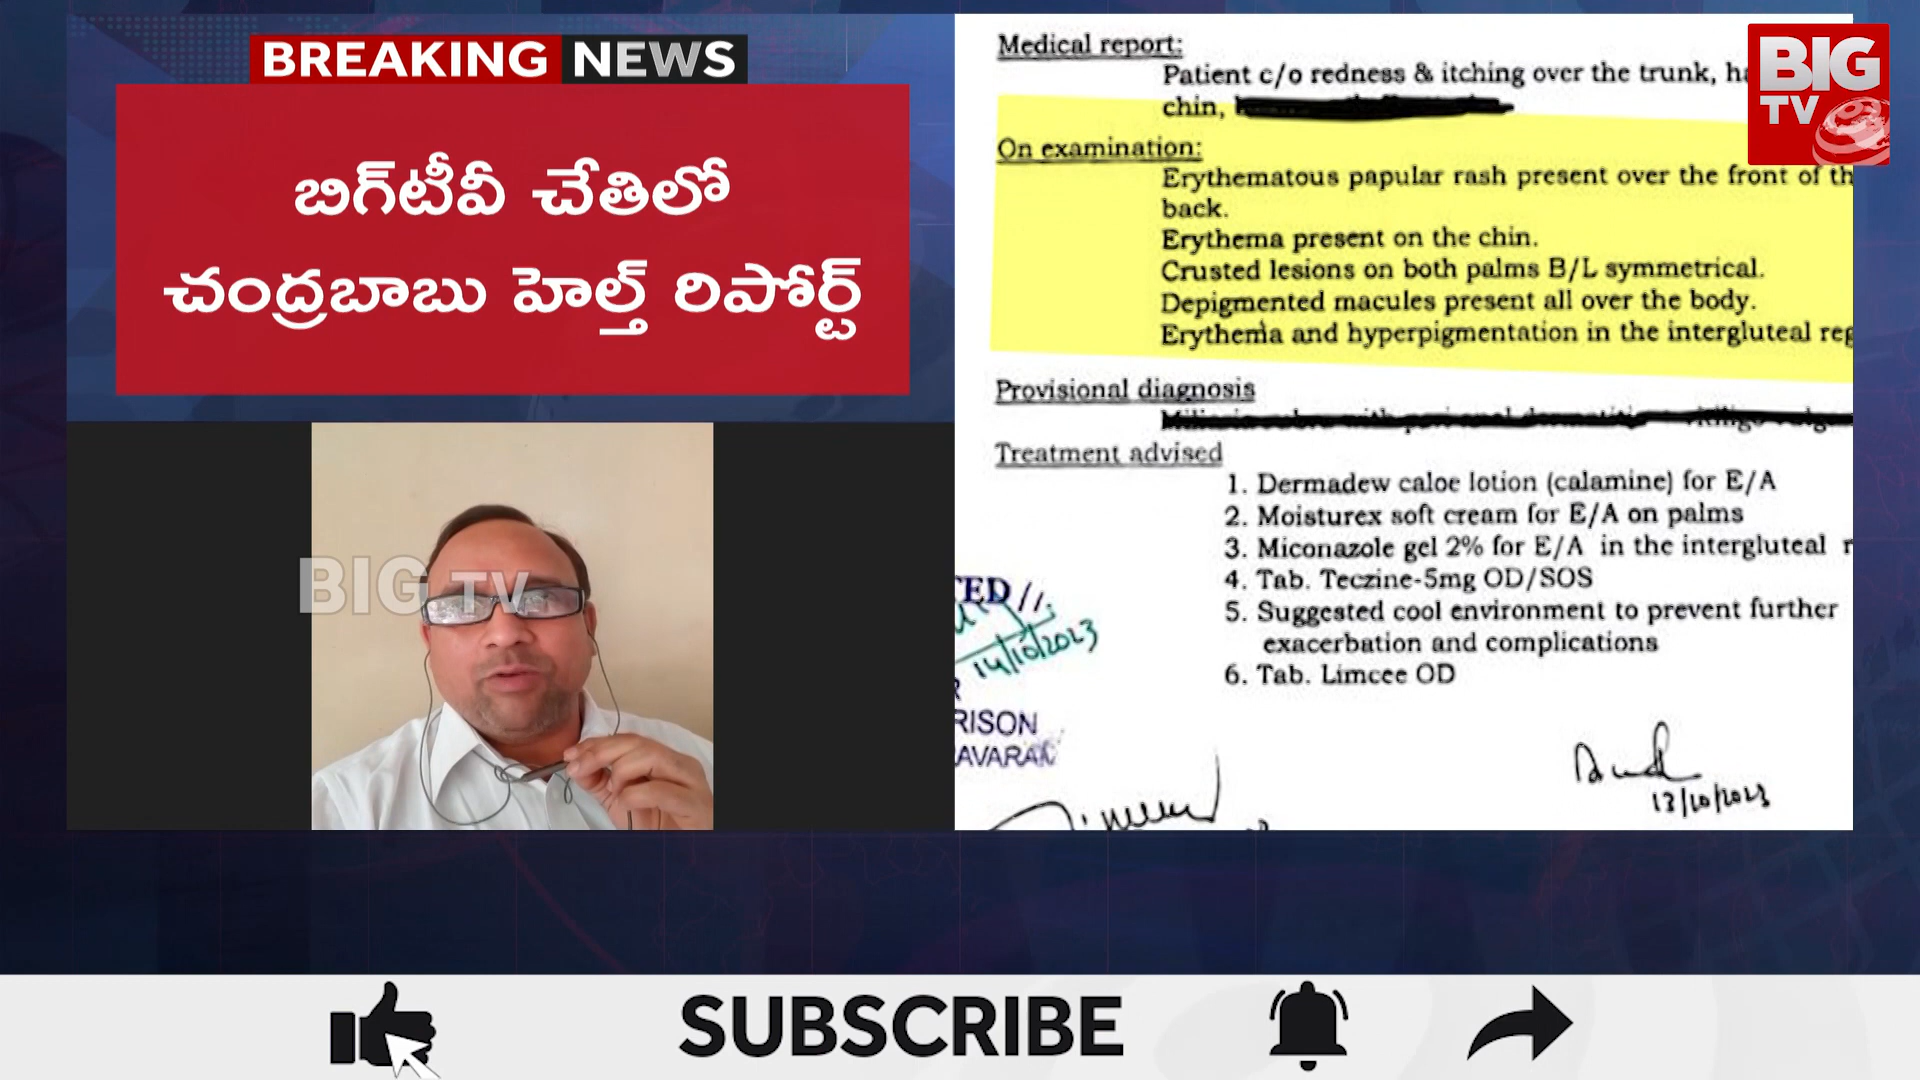 BREAKING NEWS
బిగ్‌టీవీ చేతిలో
చంద్రబాబు హెల్త్ రిపోర్ట్
BIG TV
BIG
TV
Medical report:
Patient c/o redness & itching over the trunk,
chin,
On examination:
Erythematous papular rash present over the front of
back.
Erythema present on the chin.
Crusted lesions on both palms B/L symmetrical.
Depigmented macules present all over the body.
Erythema and hyperpigmentation in the intergluteal
Provisional diagnosis
Treatment advised
1. Dermadew caloe lotion (calamine) for E/A
2. Moisturex soft cream for E/A on palms
3. Miconazole gel 2% for E/A in the intergluteal
4. Tab. Teczine-5mg OD/SOS
5. Suggested cool environment to prevent further
exacerbation and complications
6. Tab. Limcee OD
TED //
14/10/2023
RISON
AVARAM
13/10/2023
SUBSCRIBE